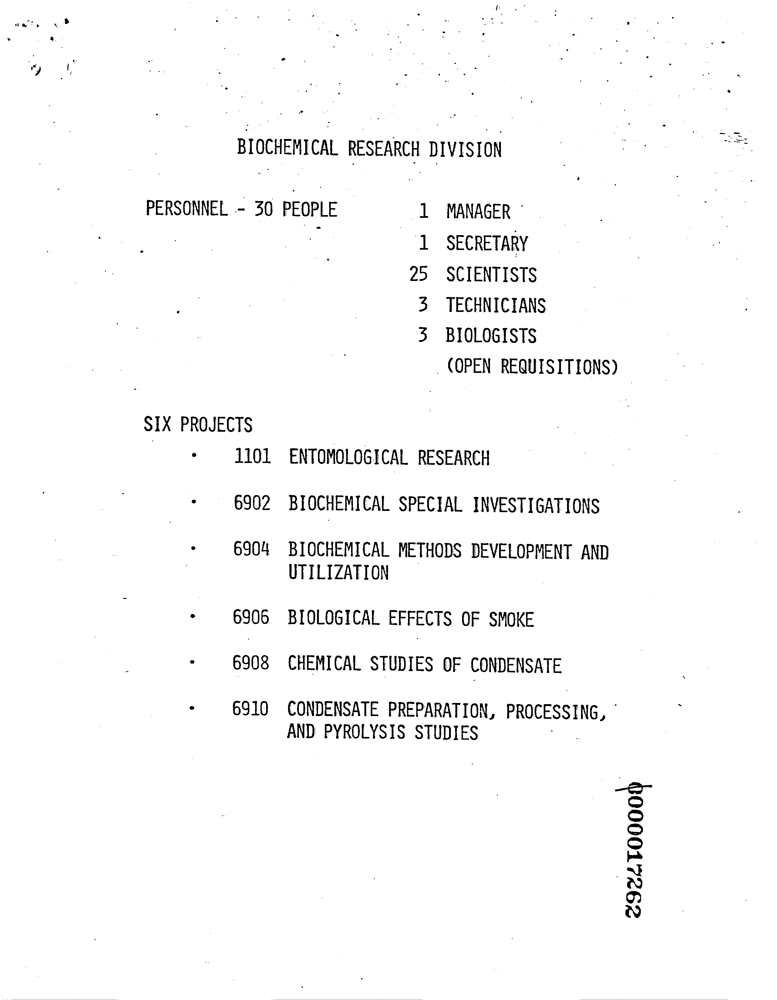 BIOCHEMICAL RESEARCH DIVISION
PERSONNEL - 30 PEOPLE 1 MANAGER
1 SECRETARY
25 SCIENTISTS
3 TECHNICIANS
3 BIOLOGISTS
(OPEN REQUISITIONS)
SIX PROJECTS
• 1101 ENTOMOLOGICAL RESEARCH
• 6902 BIOCHEMICAL SPECIAL INVESTIGATIONS
• 6904 BIOCHEMICAL METHODS DEVELOPMENT AND
UTILIZATION
• 6906 BIOLOGICAL EFFECTS OF SMOKE
• 6908 CHEMICAL STUDIES OF CONDENSATE
• 6910 CONDENSATE PREPARATION, PROCESSING,
AND PYROLYSIS STUDIES
0000017262